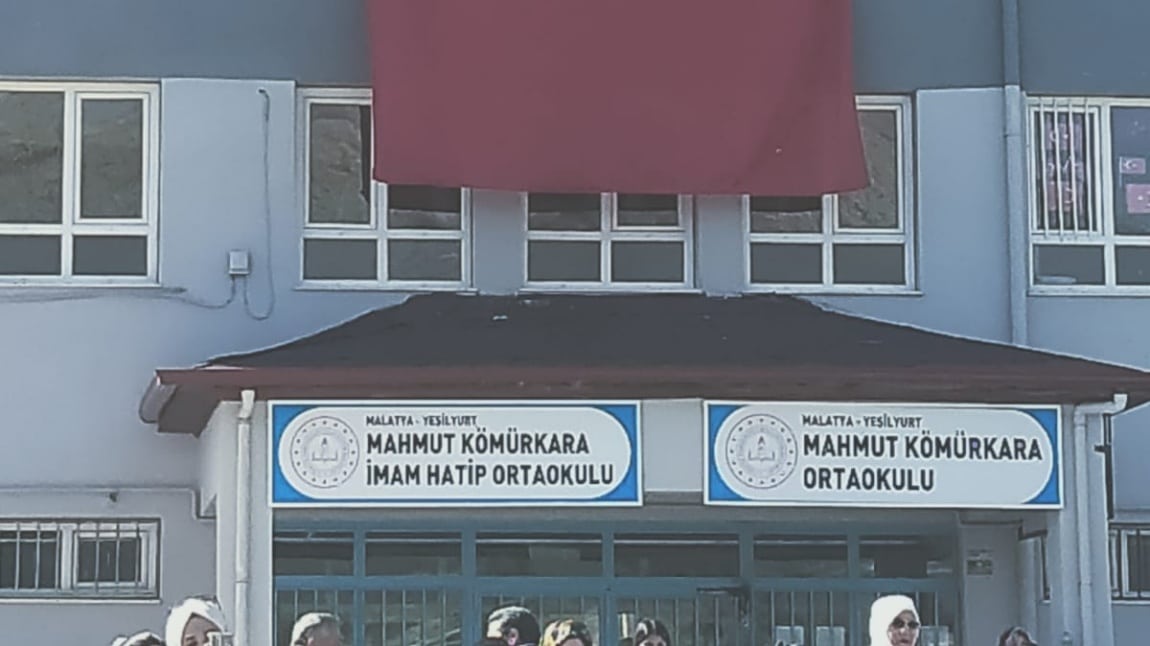 MALATYA - YEŞİLYURT
MAHMUT KÖMÜRKARA
İMAM HATİP ORTAOKULU
MALATYA - YEŞİLYURT
MAHMUT KÖMÜRKARA
ORTAOKULU